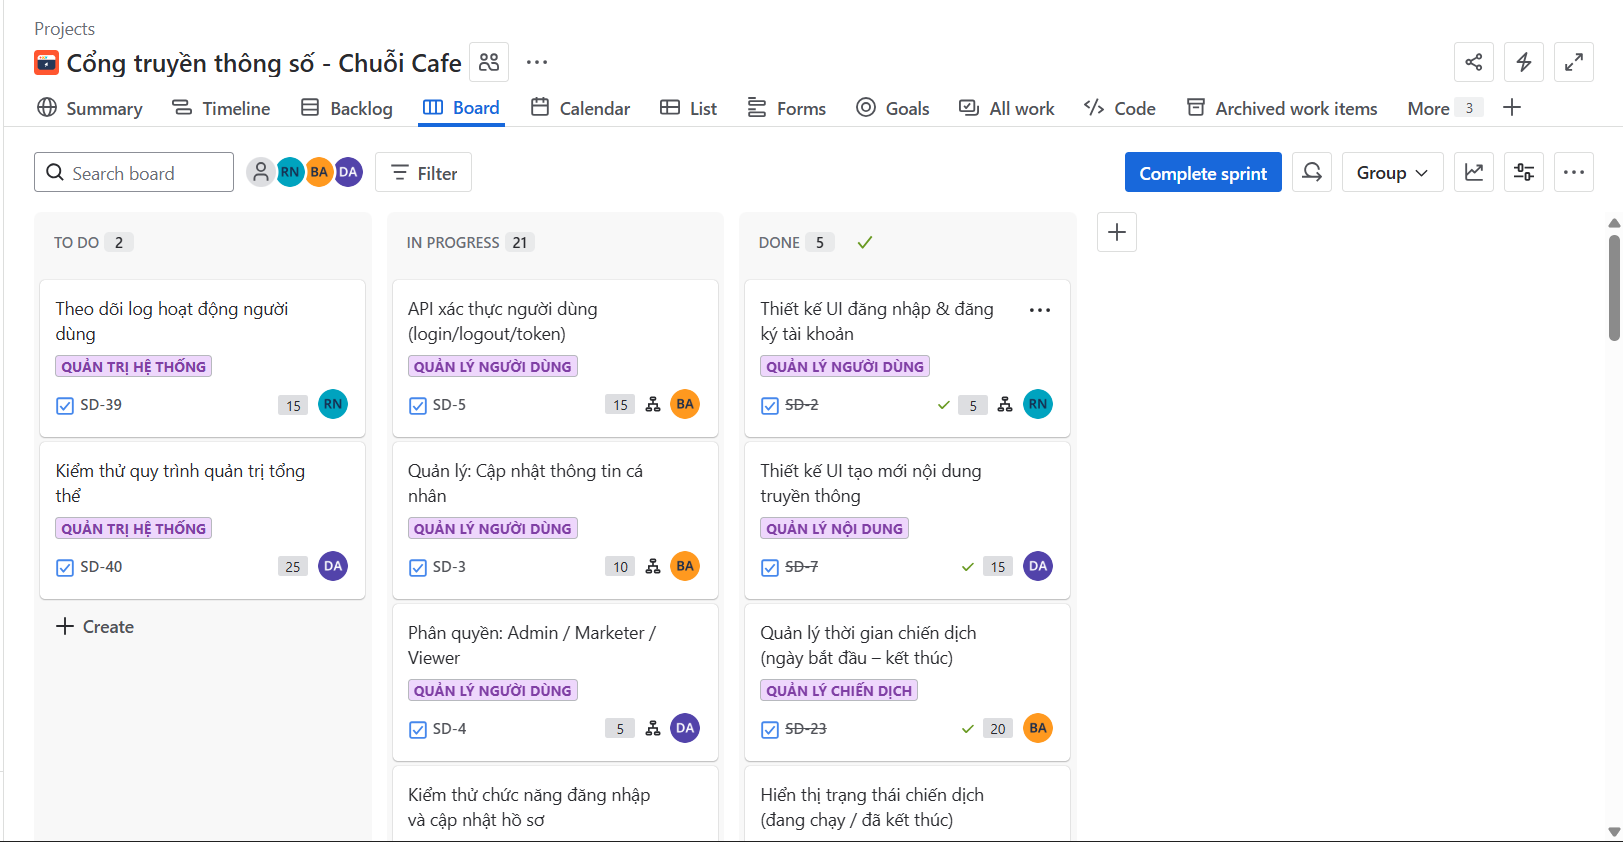 Projects
Cổng truyền thông số - Chuỗi Cafe
Summary
Timeline
Backlog
Board
Calendar
List
Forms
Goals
All work
Code
Archived work items
More 3
Search board
RN
BA
DA
Filter
Complete sprint
Group
TO DO 2
Theo dõi log hoạt động người
dùng
QUẢN TRỊ HỆ THỐNG
SD-39 15 RN
Kiểm thử quy trình quản trị tổng
thể
QUẢN TRỊ HỆ THỐNG
SD-40 25 DA
Create
IN PROGRESS 21
API xác thực người dùng
(login/logout/token)
QUẢN LÝ NGƯỜI DÙNG
SD-5 15 BA
Quản lý: Cập nhật thông tin cá
nhân
QUẢN LÝ NGƯỜI DÙNG
SD-3 10 BA
Phân quyền: Admin / Marketer /
Viewer
QUẢN LÝ NGƯỜI DÙNG
SD-4 5 DA
Kiểm thử chức năng đăng nhập
và cập nhật hồ sơ
DONE 5
Thiết kế UI đăng nhập & đăng
ký tài khoản
QUẢN LÝ NGƯỜI DÙNG
SD-2 5 RN
Thiết kế UI tạo mới nội dung
truyền thông
QUẢN LÝ NỘI DUNG
SD-7 15 DA
Quản lý thời gian chiến dịch
(ngày bắt đầu – kết thúc)
QUẢN LÝ CHIẾN DỊCH
SD-23 20 BA
Hiển thị trạng thái chiến dịch
(đang chạy / đã kết thúc)